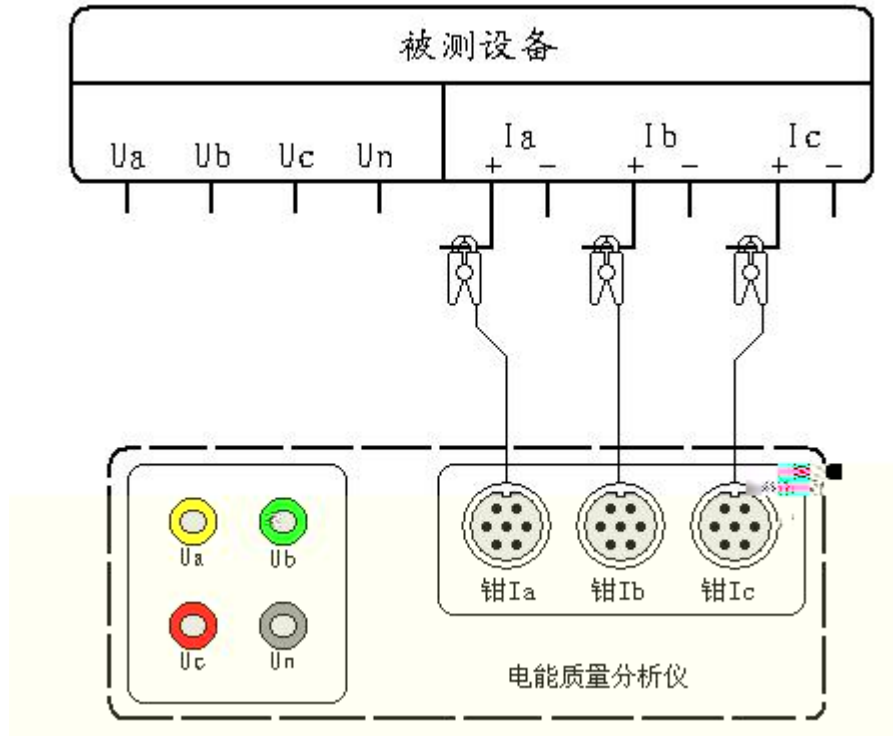 被测设备
Ua Ub Uc Un
Ia Ib Ic
+ - + - + -
Ua Ub
Uc Un
钳Ia 钳Ib 钳Ic
电能质量分析仪